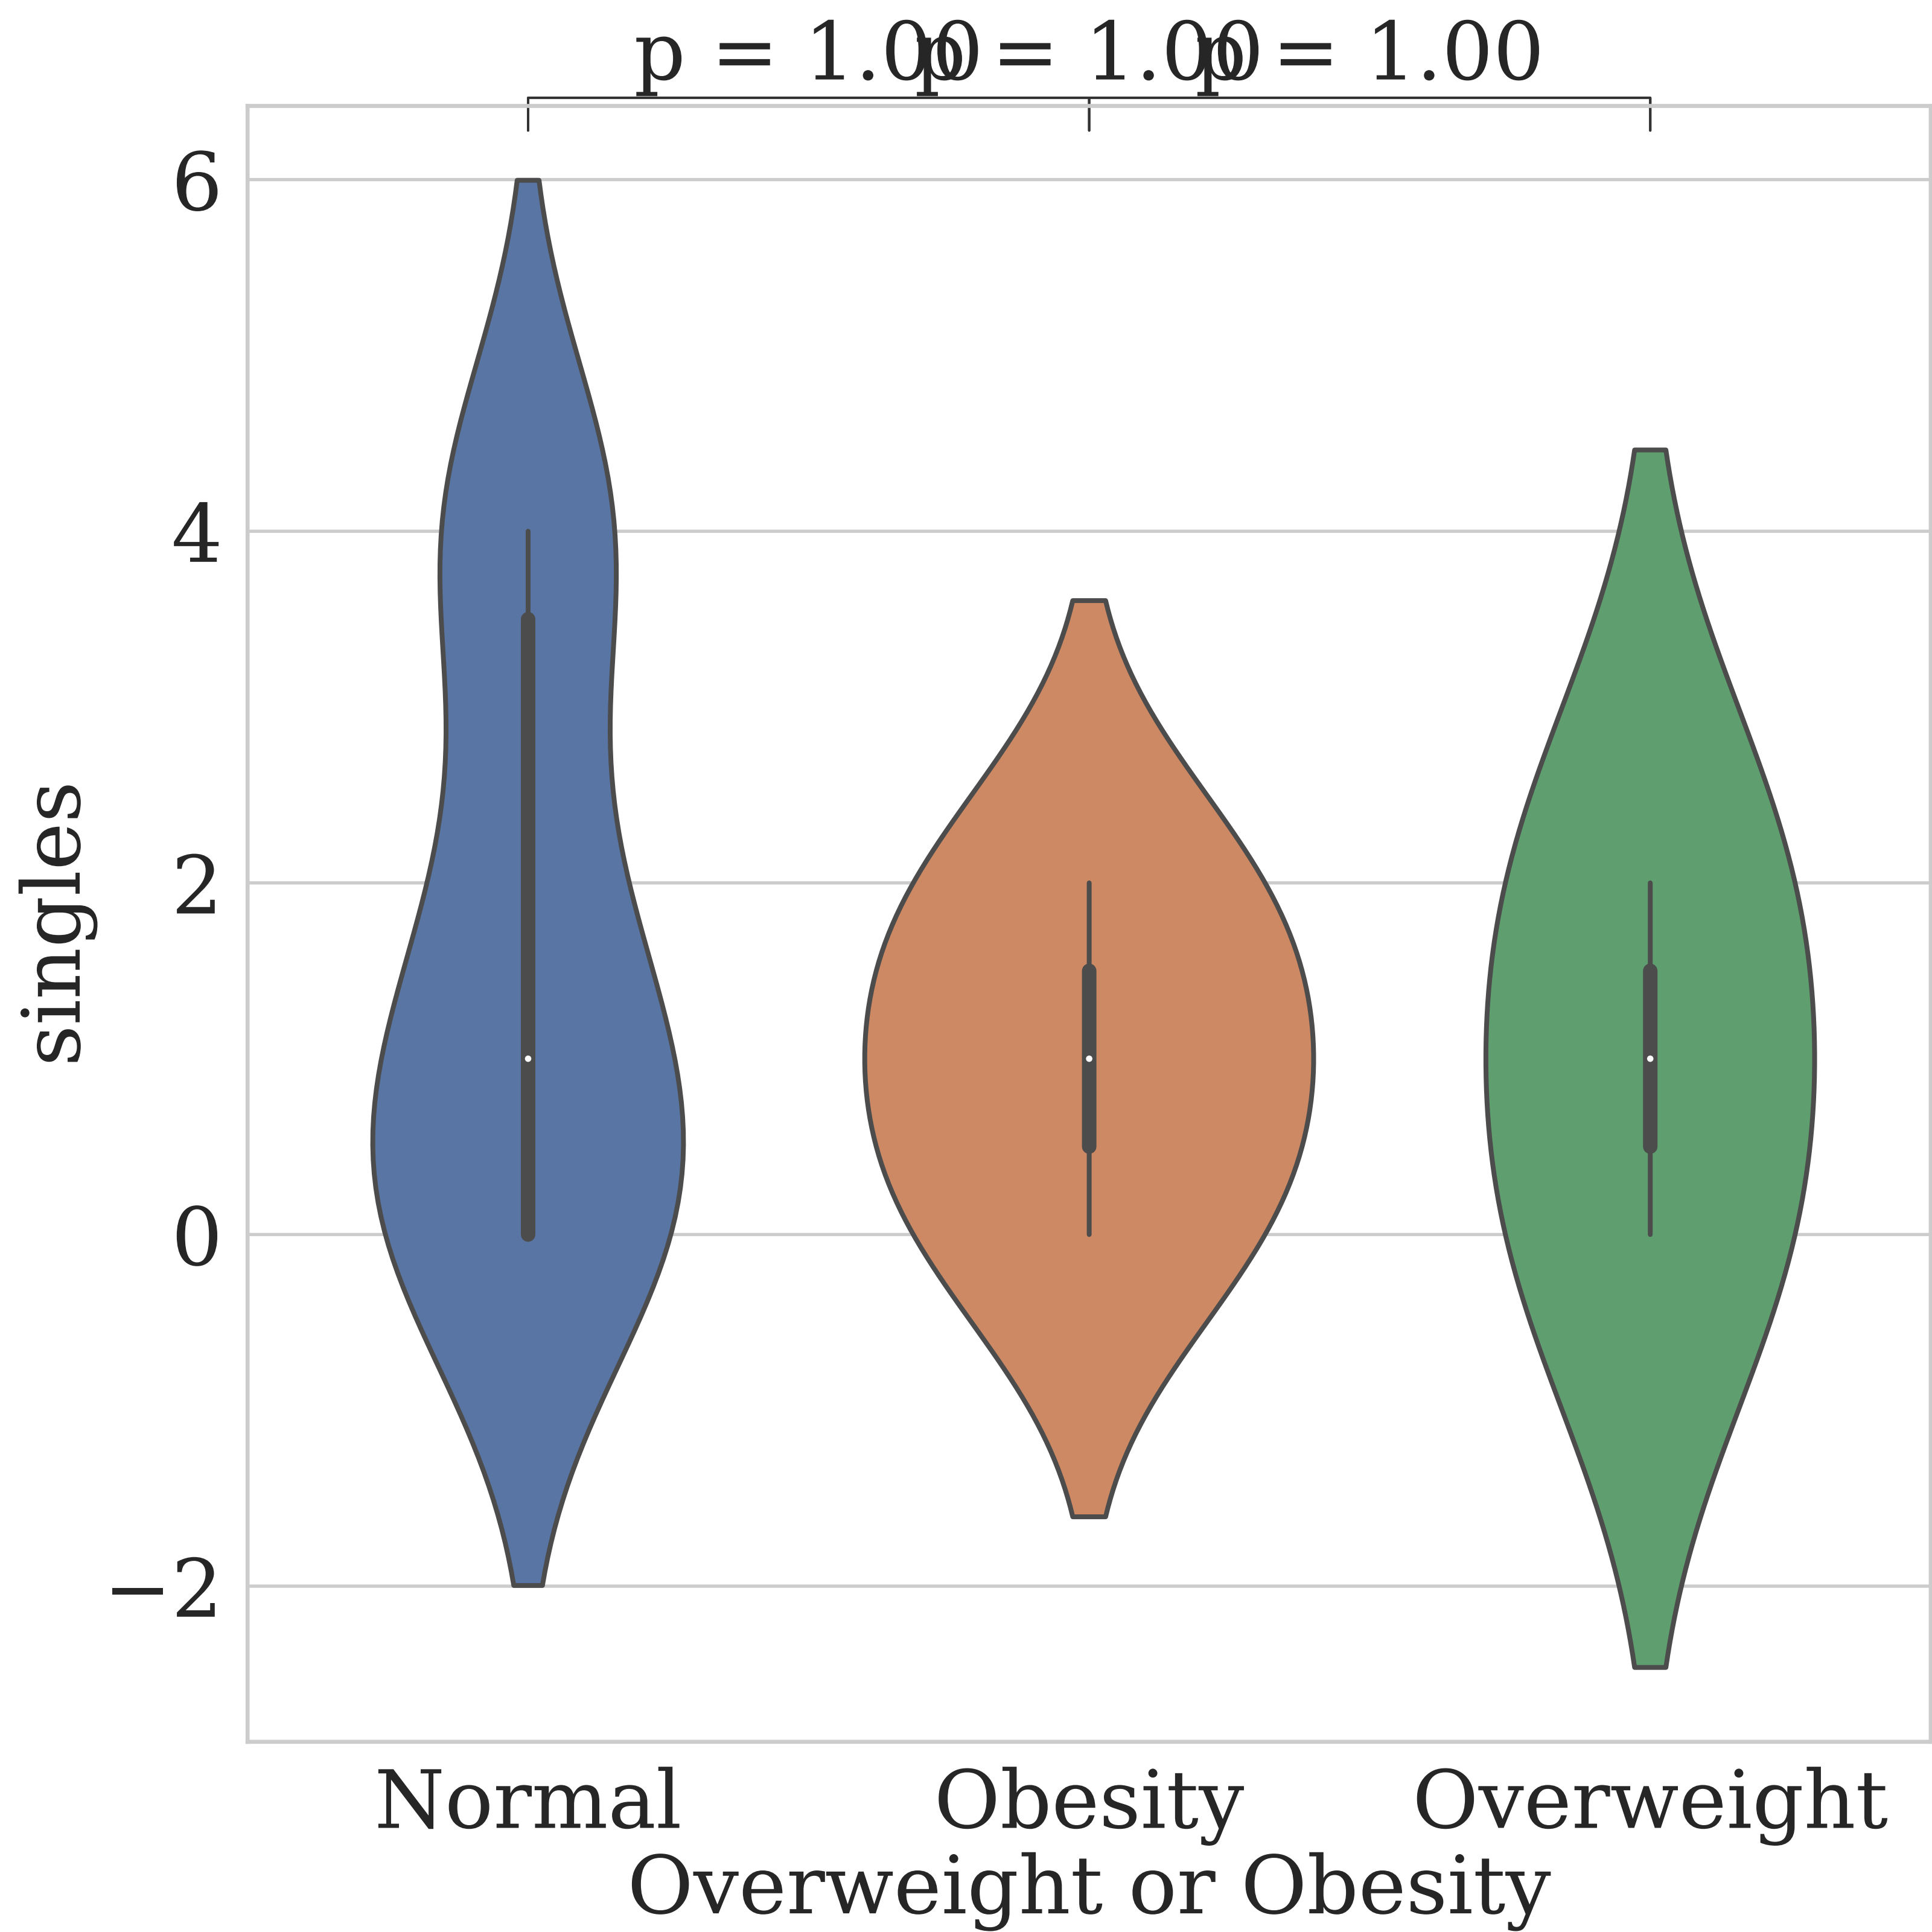 p = 1.00 p = 1.00 p = 1.00
6
4
2
0
−2
singles
Normal Obesity Overweight
Overweight or Obesity